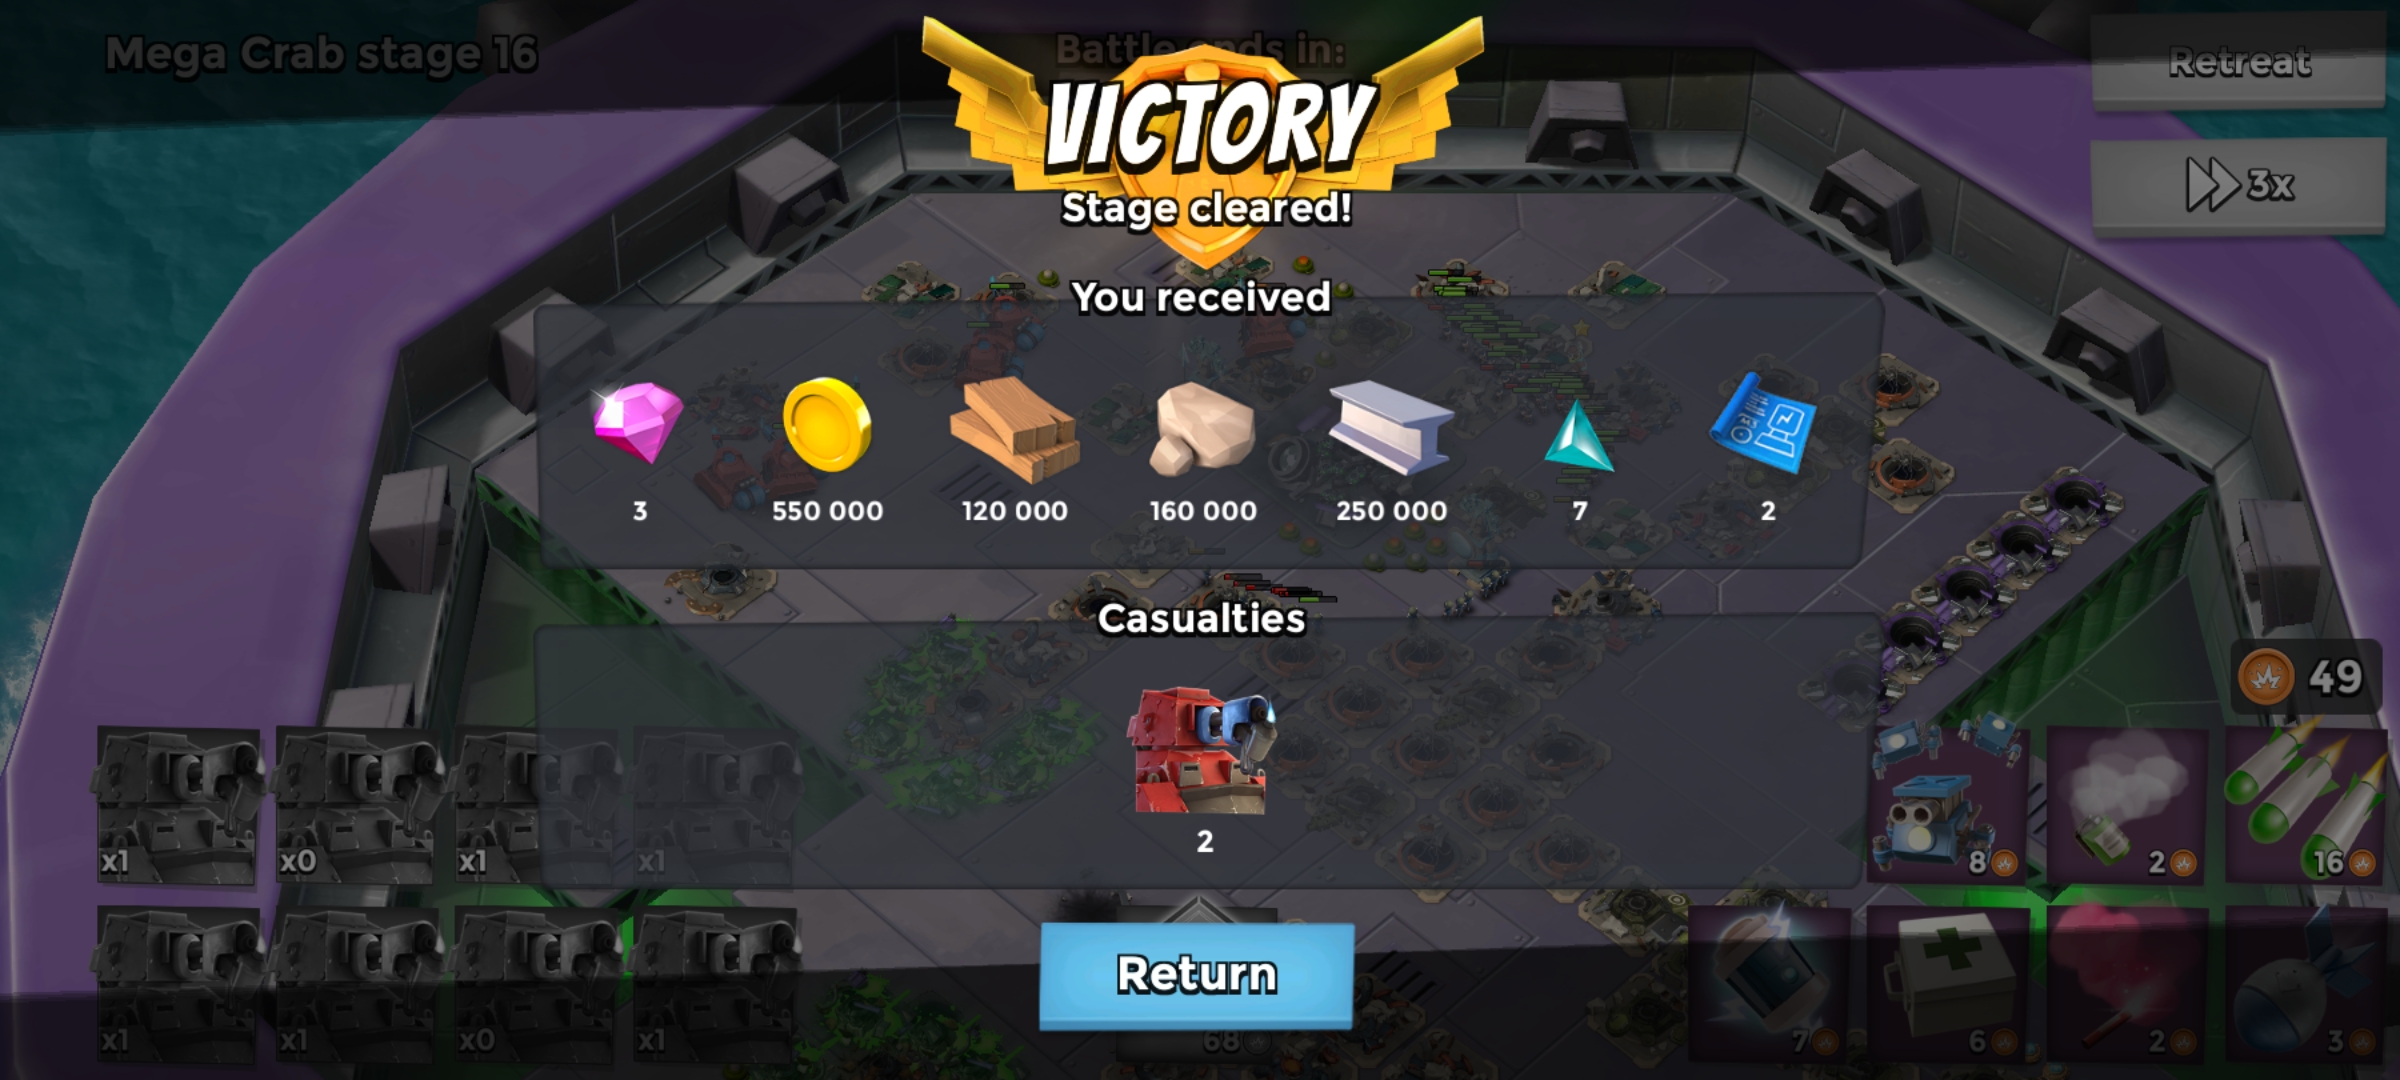 Mega Crab stage 16
Battle ends in:
Retreat
VICTORY
Stage cleared!
3x
You received
3
550 000
120 000
160 000
250 000
7
2
Casualties
2
49
x1
x0
x1
x1
8
2
16
Return
x1
x1
x0
x1
68
7
6
2
3